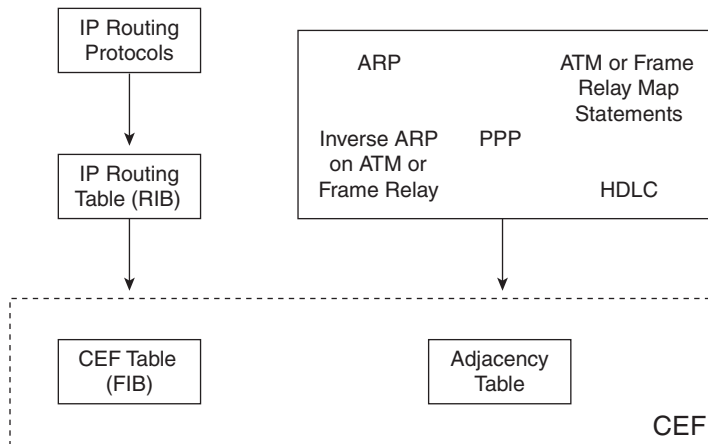 IP Routing
Protocols
ARP
ATM or Frame
Relay Map
Statements
Inverse ARP
on ATM or
Frame Relay
PPP
HDLC
IP Routing
Table (RIB)
CEF Table
(FIB)
Adjacency
Table
CEF